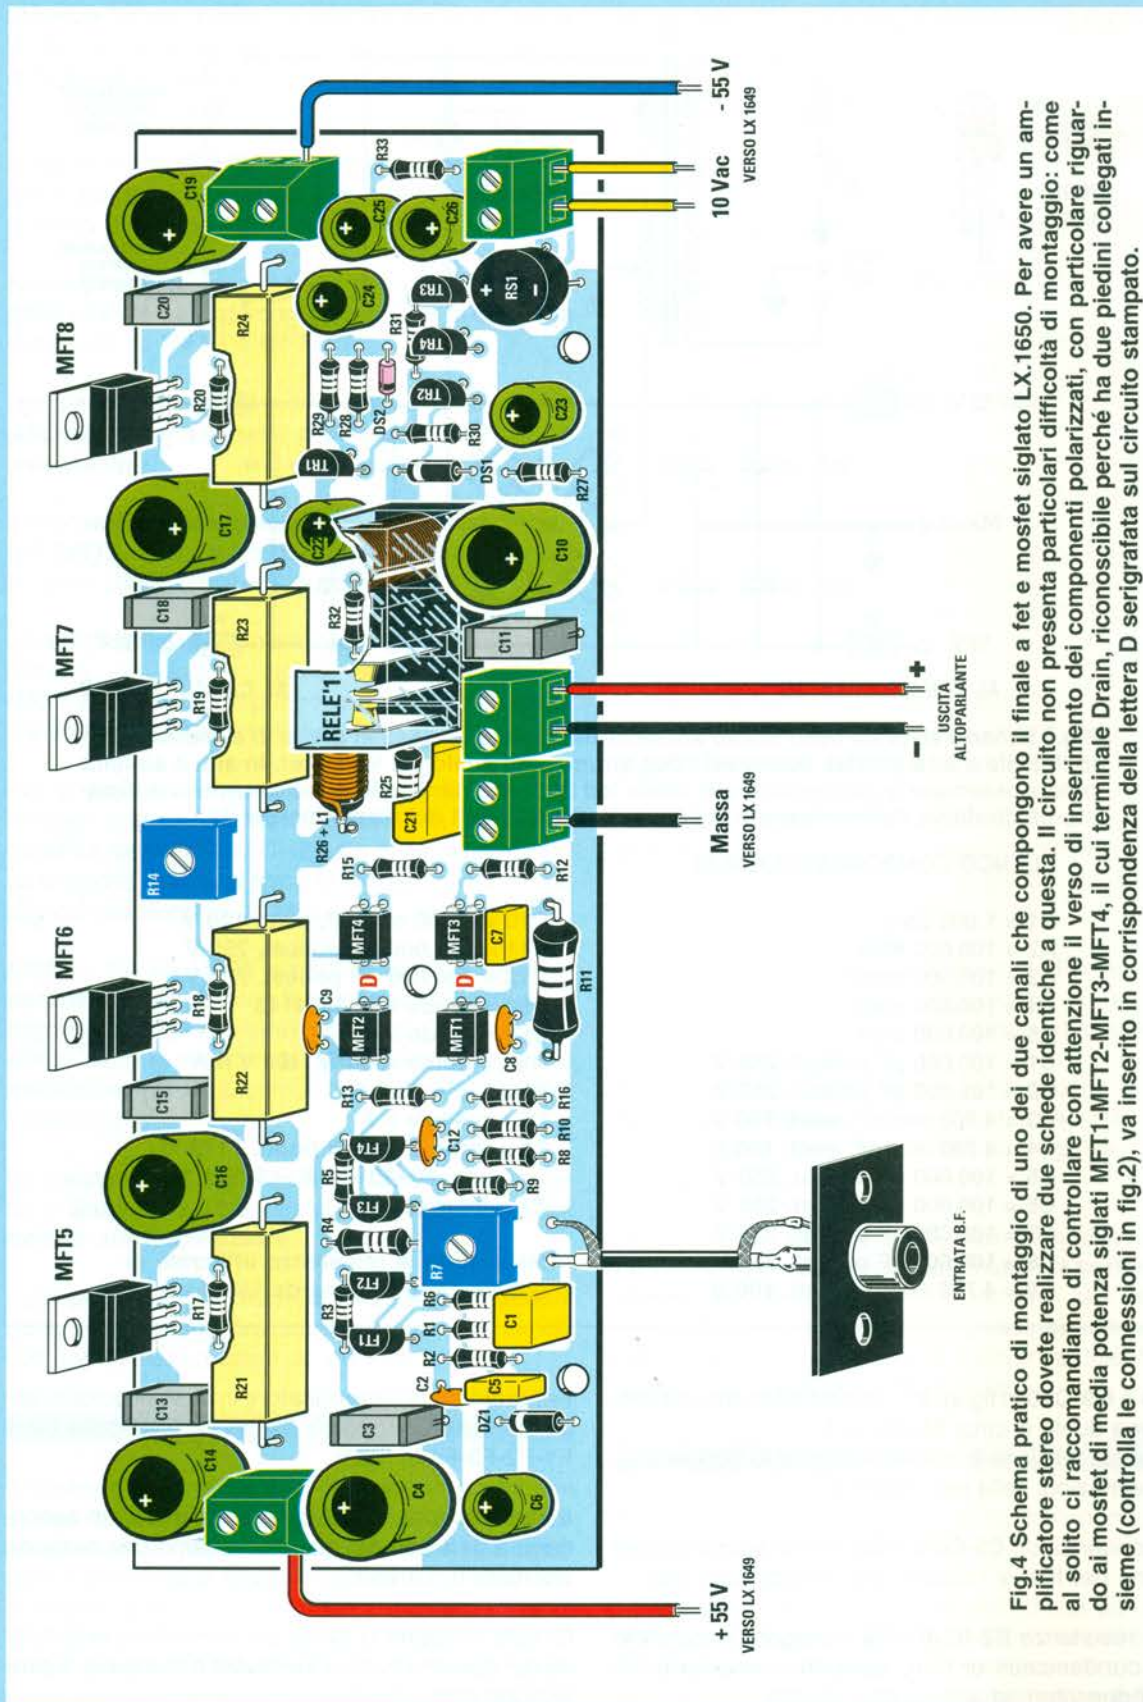 MFT5
MFT6
MFT7
MFT8
C14
C13
R21
R17
C16
C15
R22
R18
R14
R23
R19
C18
C17
R24
R20
C20
C19
C4
C3
C6
DZ1
C5
C2
R2
R1
R6
C1
R7
FT1
R3
FT2
R4
FT3
R5
FT4
C12
R13
R9
R8
R10
R16
C9
MFT2
MFT1
C8
D
D
MFT4
MFT3
C7
R11
R15
R12
R26 + L1
R25
C21
RELE'1
R32
C22
C11
C10
TR1
R29
R28
DS2
R30
DS1
R27
C23
TR2
TR4
R31
TR3
C24
RS1
+
-
C25
C26
R33
+ 55 V
VERSO LX 1649
ENTRATA B.F.
Massa
VERSO LX 1649
− +
USCITA
ALTOPARLANTE
10 Vac
- 55 V
VERSO LX 1649
VERSO LX 1649
Fig.4 Schema pratico di montaggio di uno dei due canali che compongono il finale a fet e mosfet siglato LX.1650. Per avere un am-
plificatore stereo dovete realizzare due schede identiche a questa. Il circuito non presenta particolari difficoltà di montaggio: come
al solito ci raccomandiamo di controllare con attenzione il verso di inserimento dei componenti polarizzati, con particolare riguar-
do ai mosfet di media potenza siglati MFT1-MFT2-MFT3-MFT4, il cui terminale Drain, riconoscibile perché ha due piedini collegati in-
sieme (controlla le connessioni in fig.2), va inserito in corrispondenza della lettera D serigrafata sul circuito stampato.